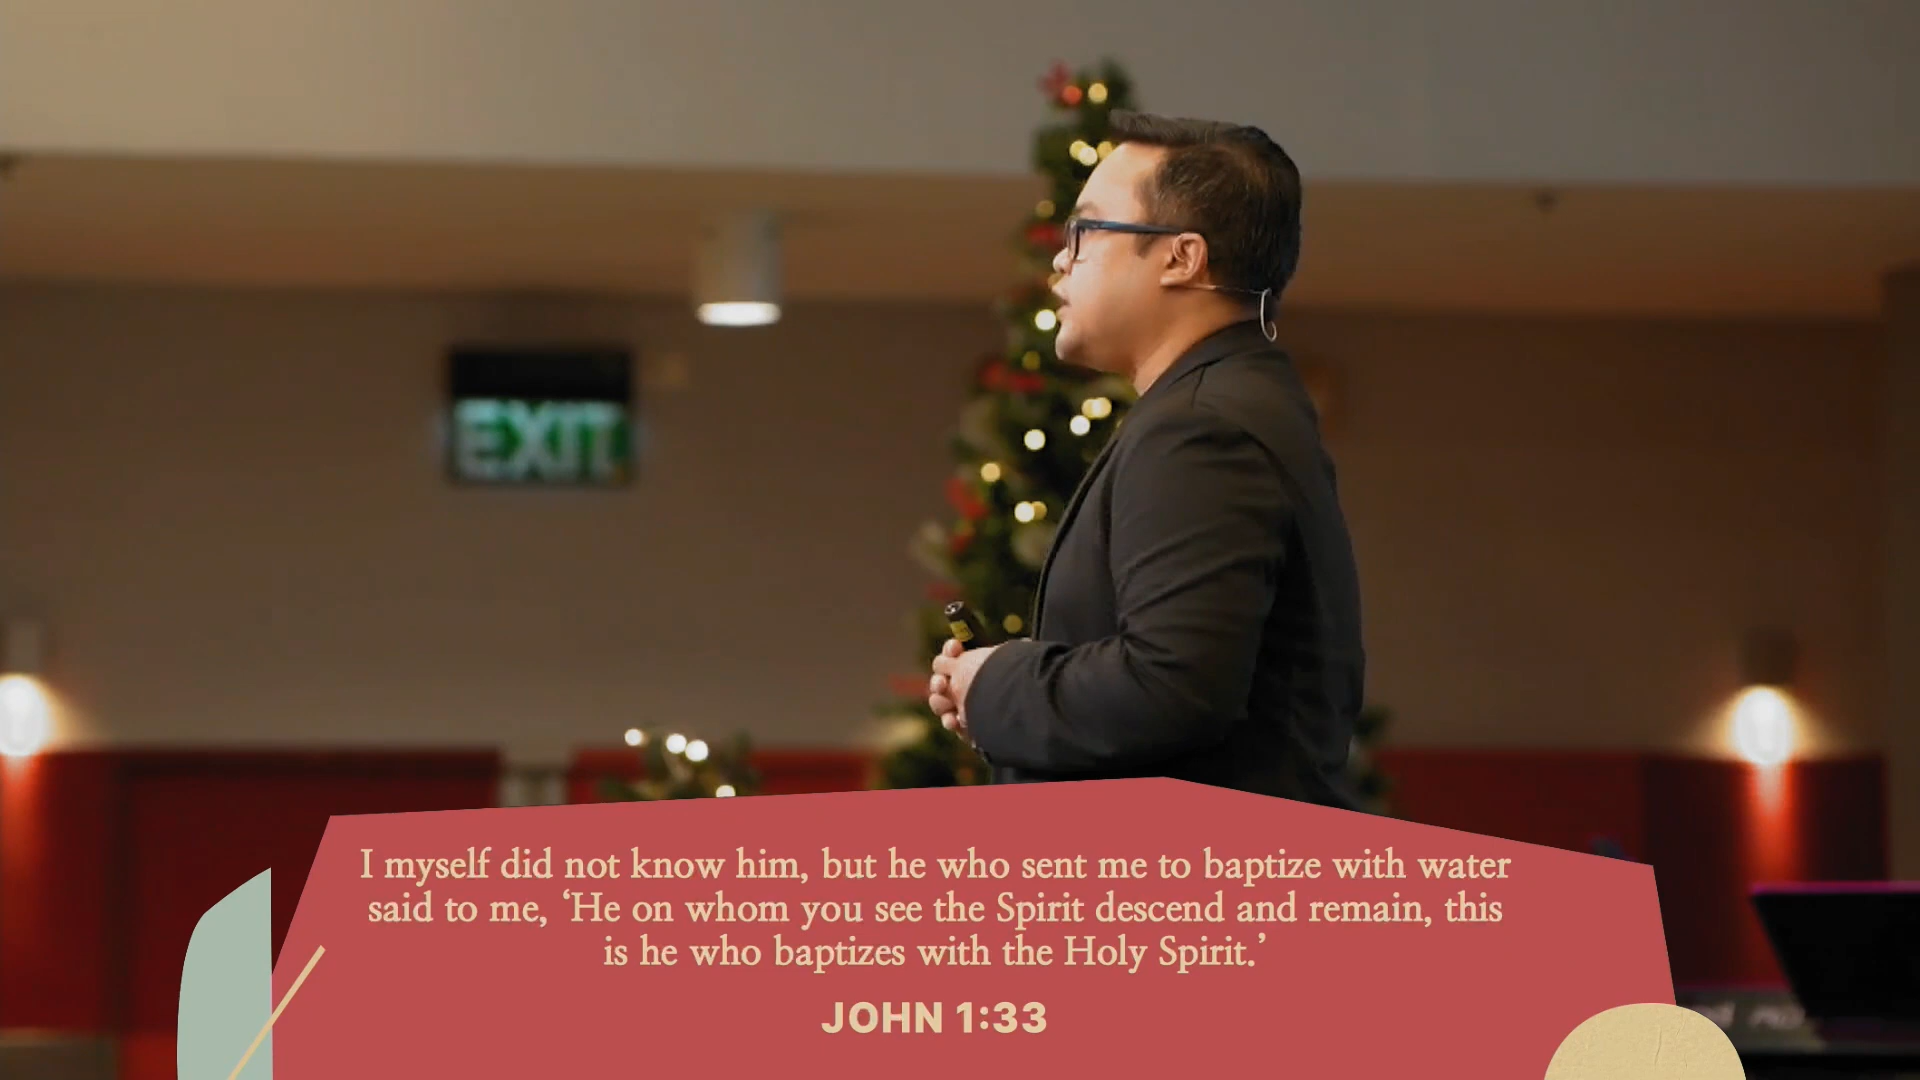 EXIT
I myself did not know him, but he who sent me to baptize with water
said to me, ‘He on whom you see the Spirit descend and remain, this
is he who baptizes with the Holy Spirit.’
JOHN 1:33